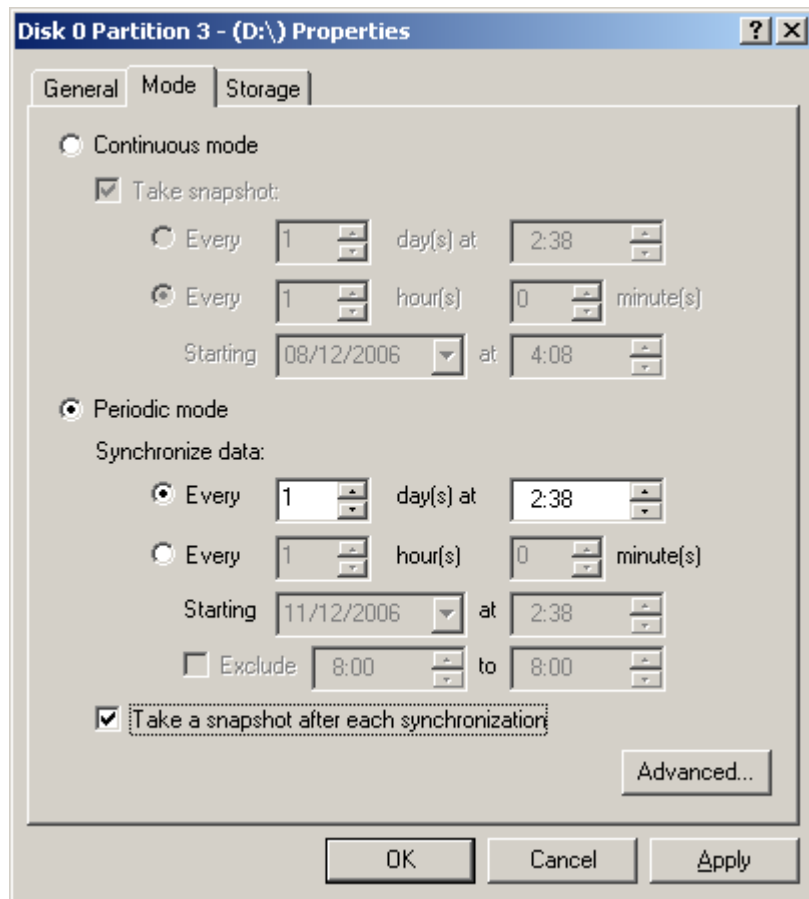 Disk 0 Partition 3 - (D:\) Properties
General Mode Storage
Continuous mode
Take snapshot:
Every 1 day(s) at 2:38
Every 1 hour(s) 0 minute(s)
Starting 08/12/2006 at 4:08
Periodic mode
Synchronize data:
Every 1 day(s) at 2:38
Every 1 hour(s) 0 minute(s)
Starting 11/12/2006 at 2:38
Exclude 8:00 to 8:00
Take a snapshot after each synchronization
Advanced...
OK Cancel Apply